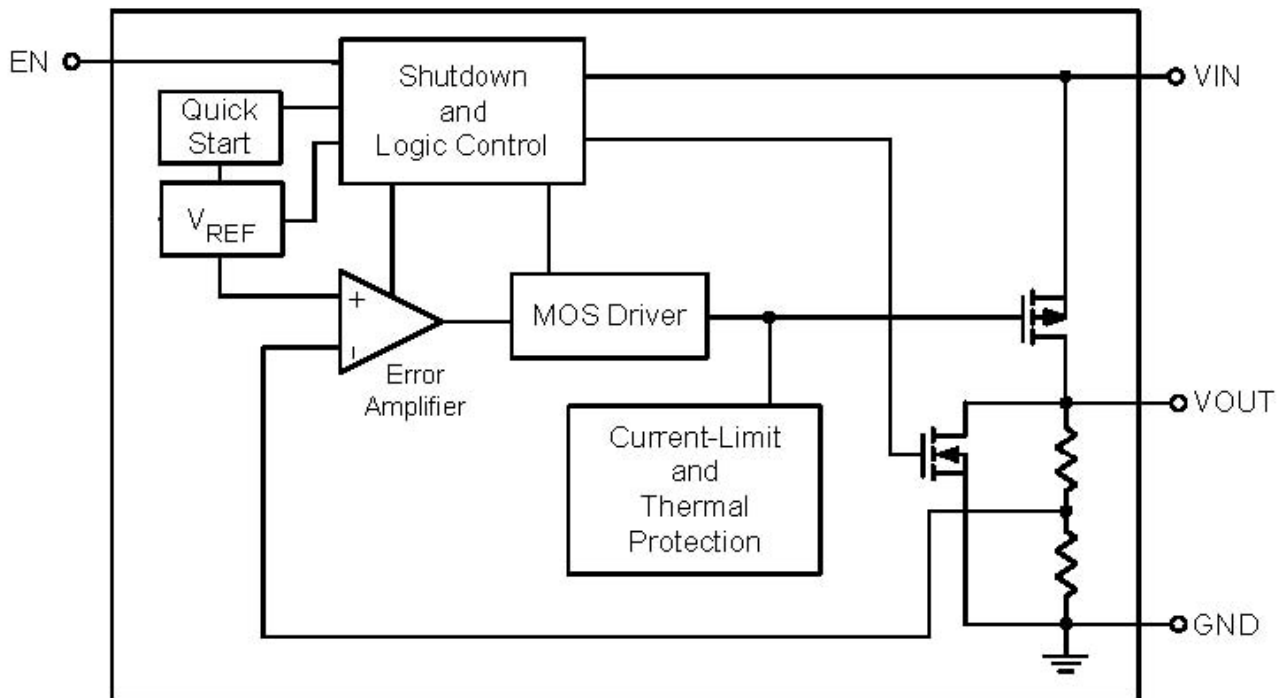 EN
Shutdown
and
Logic Control
VIN
Quick
Start
VREF
+
-
Error
Amplifier
MOS Driver
VOUT
Current-Limit
and
Thermal
Protection
GND